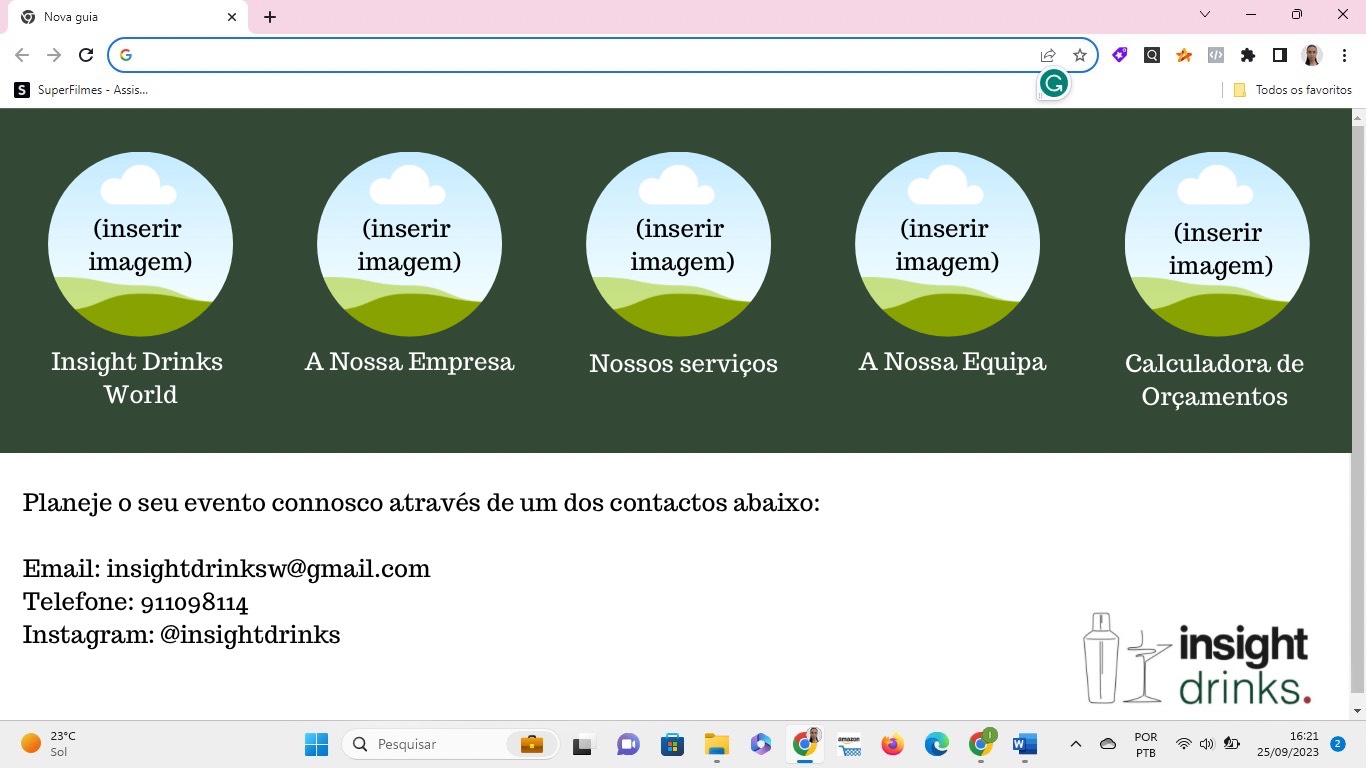 Nova guia
SuperFilmes - Assis...
Todos os favoritos
(inserir
imagem)
(inserir
imagem)
(inserir
imagem)
(inserir
imagem)
(inserir
imagem)
Insight Drinks
World
A Nossa Empresa
Nossos serviços
A Nossa Equipa
Calculadora de
Orçamentos
Planeje o seu evento connosco através de um dos contactos abaixo:
Email: insightdrinksw@gmail.com
Telefone: 911098114
Instagram: @insightdrinks
insight
drinks.
23°C
Sol
Pesquisar
amazon
POR
PTB
16:21
25/09/2023
2